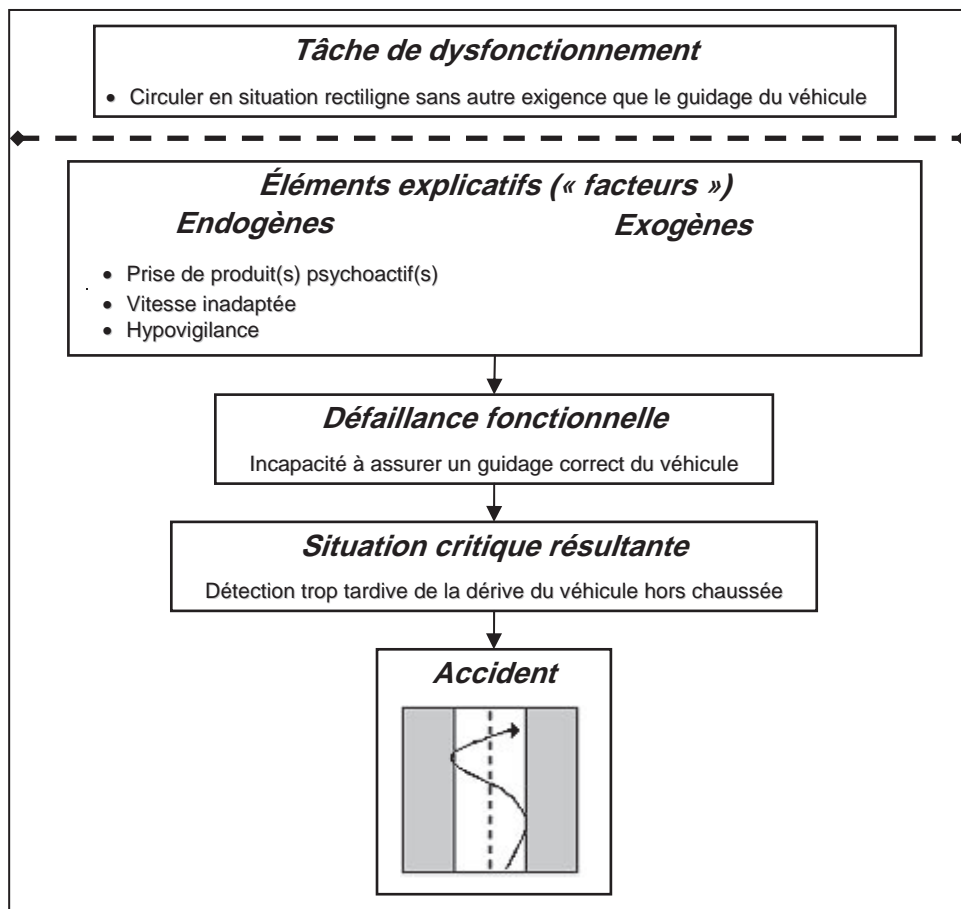 Tâche de dysfonctionnement
• Circuler en situation rectiligne sans autre exigence que le guidage du véhicule
Éléments explicatifs (« facteurs »)
Endogènes Exogènes
• Prise de produit(s) psychoactif(s)
• Vitesse inadaptée
• Hypovigilance
Défaillance fonctionnelle
Incapacité à assurer un guidage correct du véhicule
Situation critique résultante
Détection trop tardive de la dérive du véhicule hors chaussée
Accident